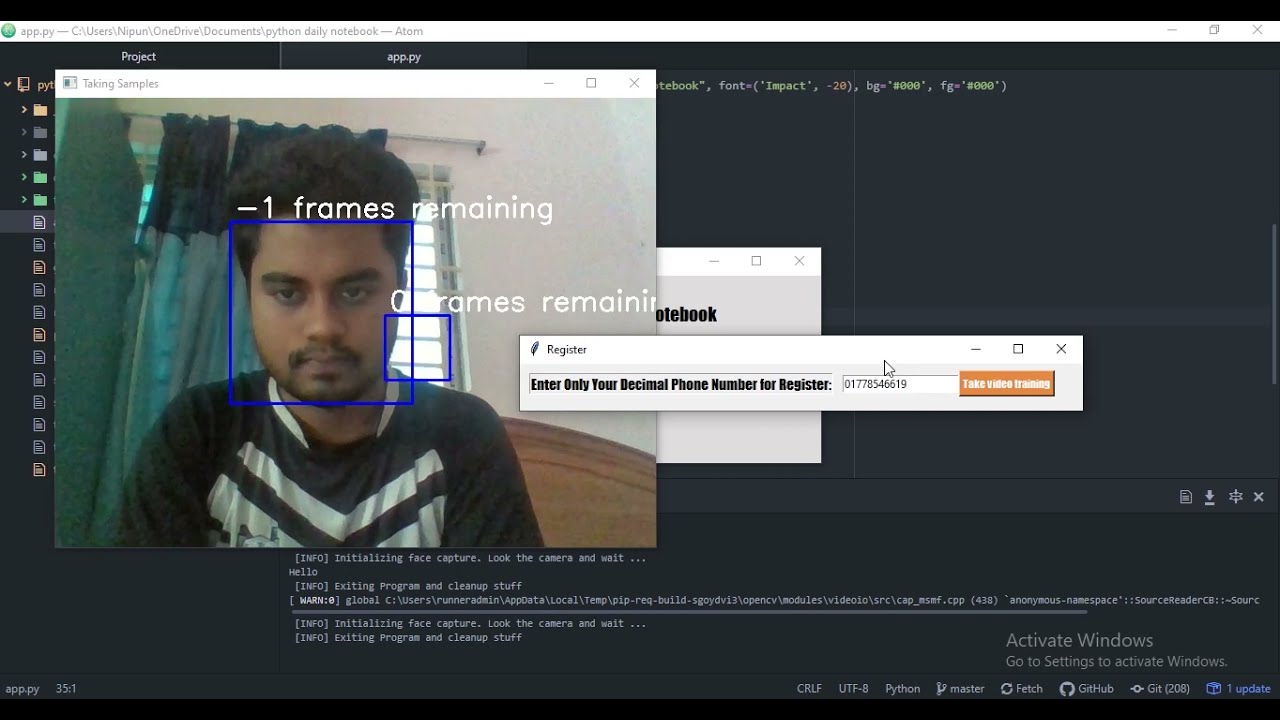 app.py — C:\Users\Nipun\OneDrive\Documents\python daily notebook — Atom
Project
app.py
Taking Samples
otebook", font=('Impact', -20), bg='#000', fg='#000')
-1 frames remaining
0 frames remainin
otebook
Register
Enter Only Your Decimal Phone Number for Register:
01778546619
Take video training
[INFO] Initializing face capture. Look the camera and wait ...
Hello
[INFO] Exiting Program and cleanup stuff
[ WARN:0] global C:\Users\runneradmin\AppData\Local\Temp\pip-req-build-sgoydvi3\opencv\modules\videoio\src\cap_msmf.cpp (438) `anonymous-namespace'::SourceReaderCB::~Sourc
[INFO] Initializing face capture. Look the camera and wait ...
[INFO] Exiting Program and cleanup stuff
Activate Windows
Go to Settings to activate Windows.
app.py 35:1 CRLF UTF-8 Python master Fetch GitHub Git (208) 1 update